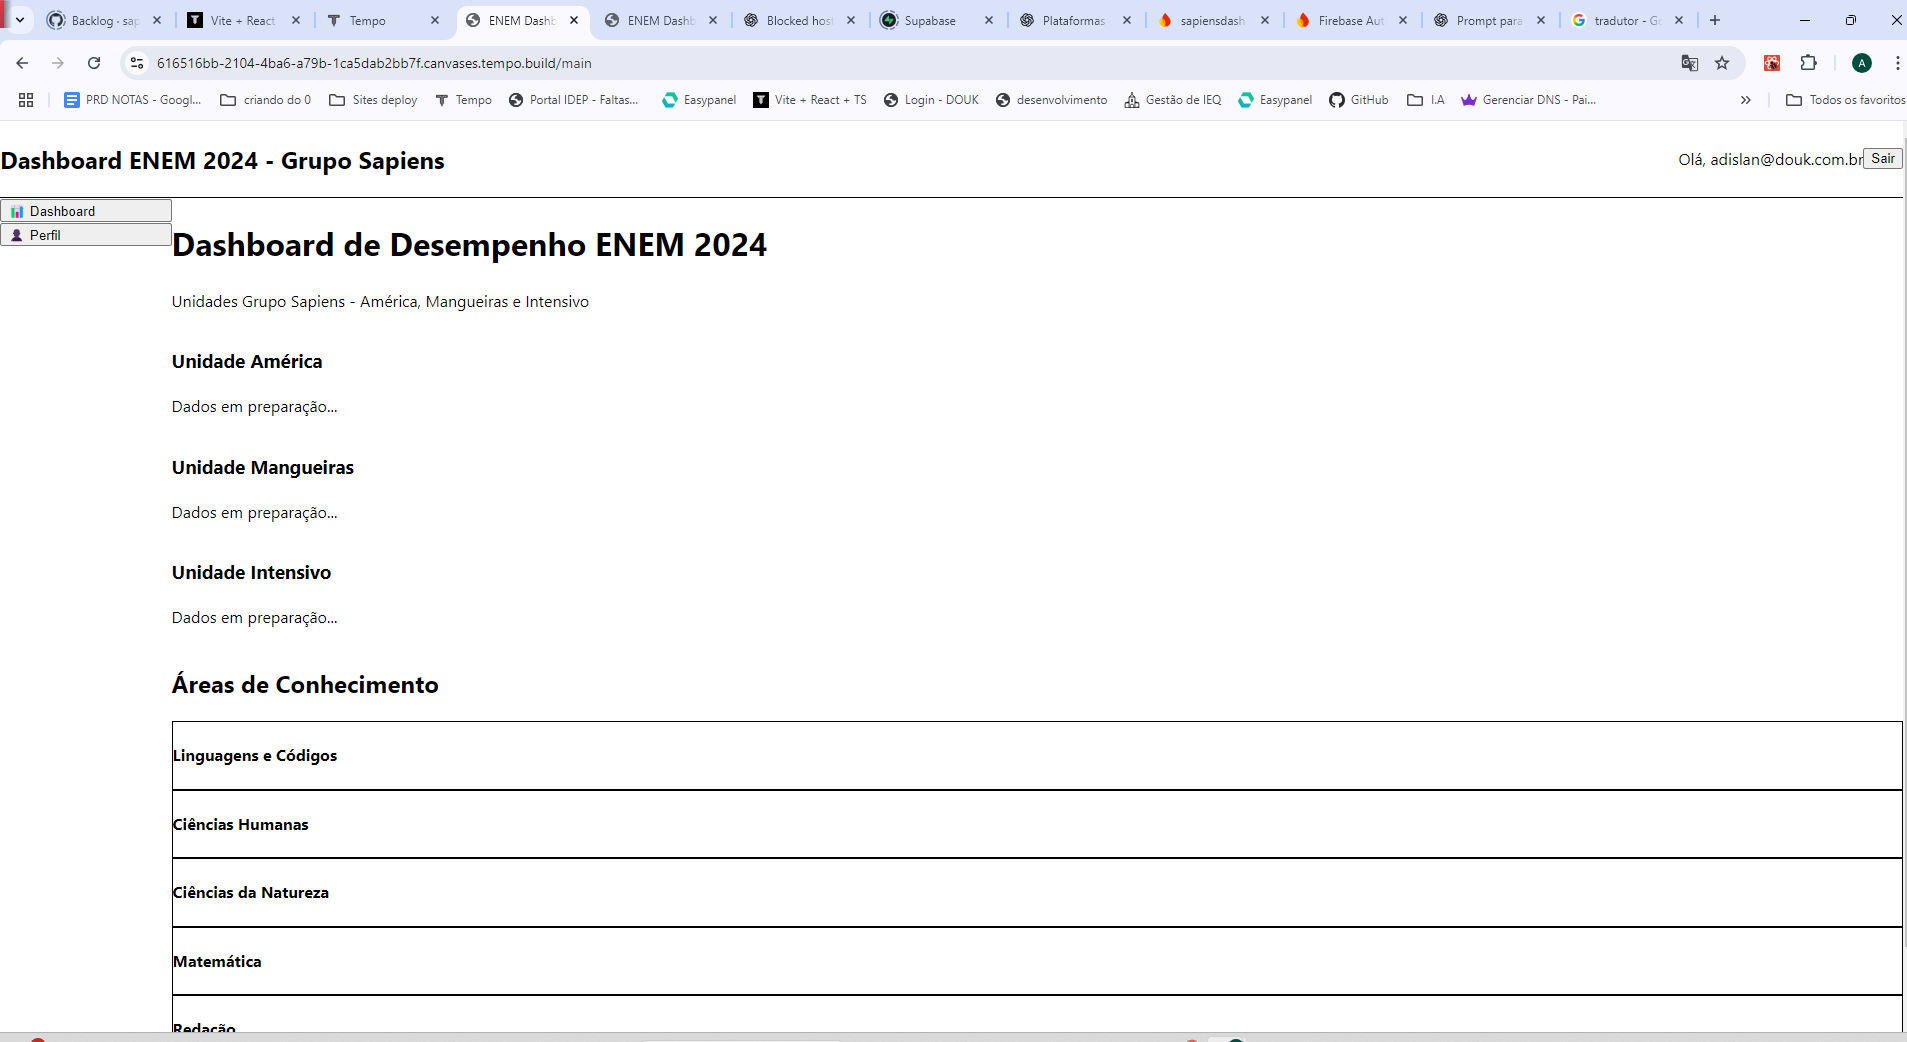 Backlog · sap
Vite + React
Tempo
ENEM Dashb
ENEM Dashb
Blocked host
Supabase
Plataformas
sapiensdash
Firebase Aut
Prompt para
tradutor - Go
616516bb-2104-4ba6-a79b-1ca5dab2bb7f.canvases.tempo.build/main
A
PRD NOTAS - Googl...
criando do 0
Sites deploy
Tempo
Portal IDEP - Faltas...
Easypanel
Vite + React + TS
Login - DOUK
desenvolvimento
Gestão de IEQ
Easypanel
GitHub
I.A
Gerenciar DNS - Pai...
Todos os favoritos
Dashboard ENEM 2024 - Grupo Sapiens
Olá, adislan@douk.com.br
Sair
Dashboard
Perfil
Dashboard de Desempenho ENEM 2024
Unidades Grupo Sapiens - América, Mangueiras e Intensivo
Unidade América
Dados em preparação...
Unidade Mangueiras
Dados em preparação...
Unidade Intensivo
Dados em preparação...
Áreas de Conhecimento
Linguagens e Códigos
Ciências Humanas
Ciências da Natureza
Matemática
Redação